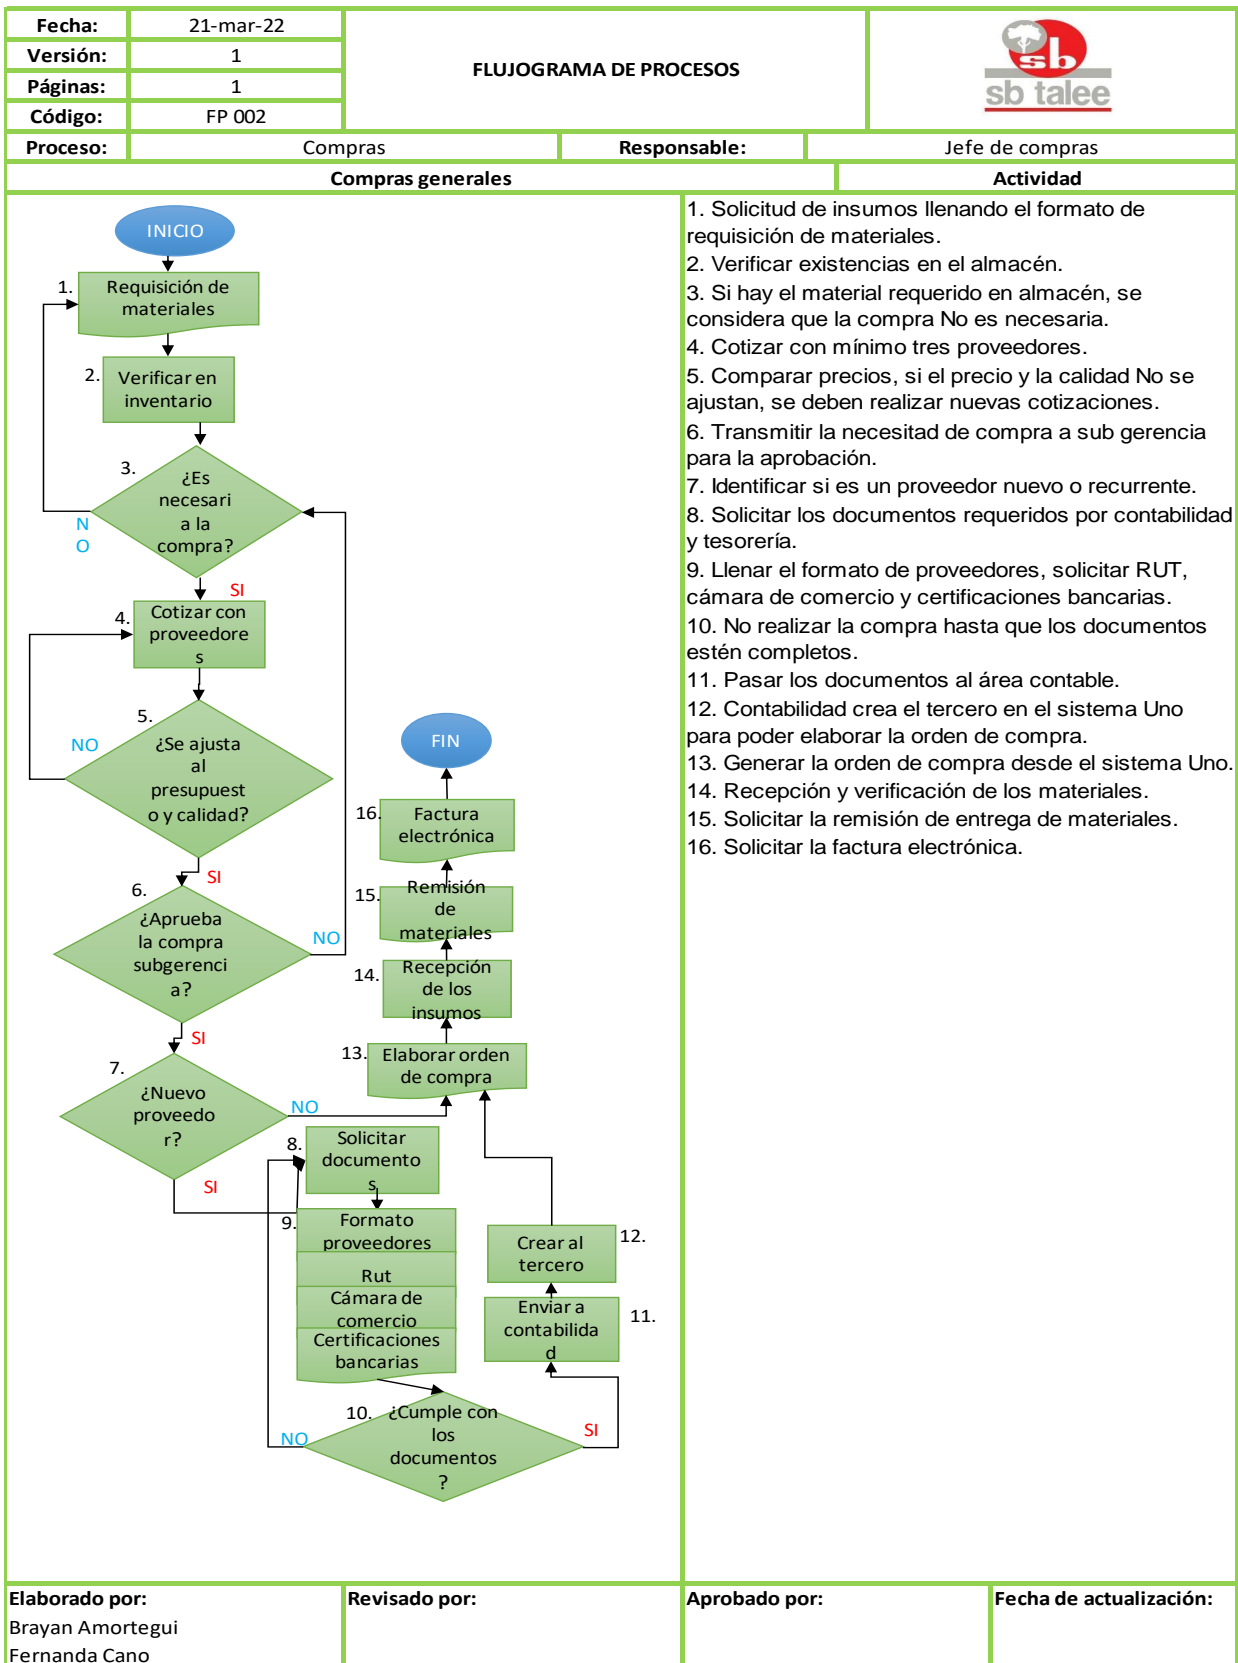 Fecha:
21-mar-22
Versión:
1
Páginas:
1
Código:
FP 002
FLUJOGRAMA DE PROCESOS
sb
sb talee
Proceso:
Compras
Responsable:
Jefe de compras
Compras generales
Actividad
INICIO
1.
Requisición de
materiales
2.
Verificar en
inventario
3.
¿Es
necesari
a la
compra?
N
O
SI
4.
Cotizar con
proveedore
s
5.
NO
¿Se ajusta
al
presupuest
o y calidad?
SI
6.
¿Aprueba
la compra
subgerenci
a?
NO
SI
7.
¿Nuevo
proveedo
r?
NO
SI
8.
Solicitar
documento
s
9.
Formato
proveedores
Rut
Cámara de
comercio
Certificaciones
bancarias
10.
¿Cumple con
los
documentos
?
NO
SI
11.
Enviar a
contabilida
d
12.
Crear al
tercero
13.
Elaborar orden
de compra
14.
Recepción
de los
insumos
15.
Remisión
de
materiales
16.
Factura
electrónica
FIN
1. Solicitud de insumos llenando el formato de
requisición de materiales.
2. Verificar existencias en el almacén.
3. Si hay el material requerido en almacén, se
considera que la compra No es necesaria.
4. Cotizar con mínimo tres proveedores.
5. Comparar precios, si el precio y la calidad No se
ajustan, se deben realizar nuevas cotizaciones.
6. Transmitir la necesitad de compra a sub gerencia
para la aprobación.
7. Identificar si es un proveedor nuevo o recurrente.
8. Solicitar los documentos requeridos por contabilidad
y tesorería.
9. Llenar el formato de proveedores, solicitar RUT,
cámara de comercio y certificaciones bancarias.
10. No realizar la compra hasta que los documentos
estén completos.
11. Pasar los documentos al área contable.
12. Contabilidad crea el tercero en el sistema Uno
para poder elaborar la orden de compra.
13. Generar la orden de compra desde el sistema Uno.
14. Recepción y verificación de los materiales.
15. Solicitar la remisión de entrega de materiales.
16. Solicitar la factura electrónica.
Elaborado por:
Brayan Amortegui
Fernanda Cano
Revisado por:
Aprobado por:
Fecha de actualización: